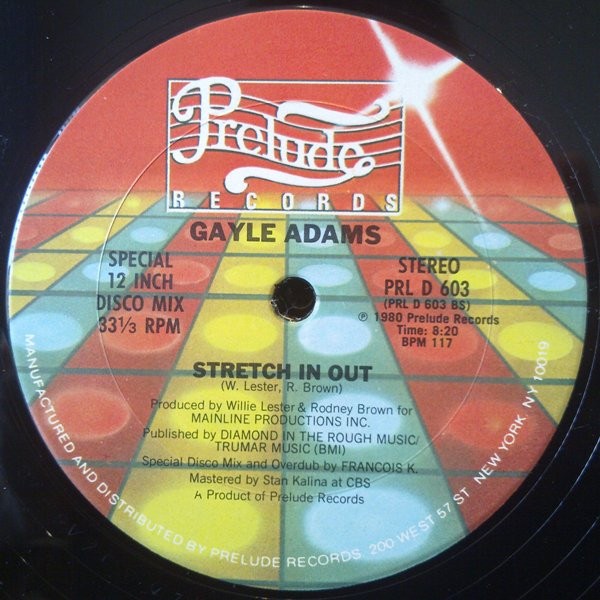 Prelude
RECORDS
GAYLE ADAMS
SPECIAL
12 INCH
DISCO MIX
33 1/3 RPM
STEREO
PRL D 603
(PRL D 603 BS)
℗ 1980 Prelude Records
Time: 8:20
BPM 117
STRETCH IN OUT
(W. Lester, R. Brown)
Produced by Willie Lester & Rodney Brown for
MAINLINE PRODUCTIONS INC.
Published by DIAMOND IN THE ROUGH MUSIC/
TRUMAR MUSIC (BMI)
Special Disco Mix and Overdub by FRANCOIS K.
Mastered by Stan Kalina at CBS
A Product of Prelude Records
MANUFACTURED AND DISTRIBUTED BY PRELUDE RECORDS, 200 WEST 57 ST. NEW YORK, NY 10019